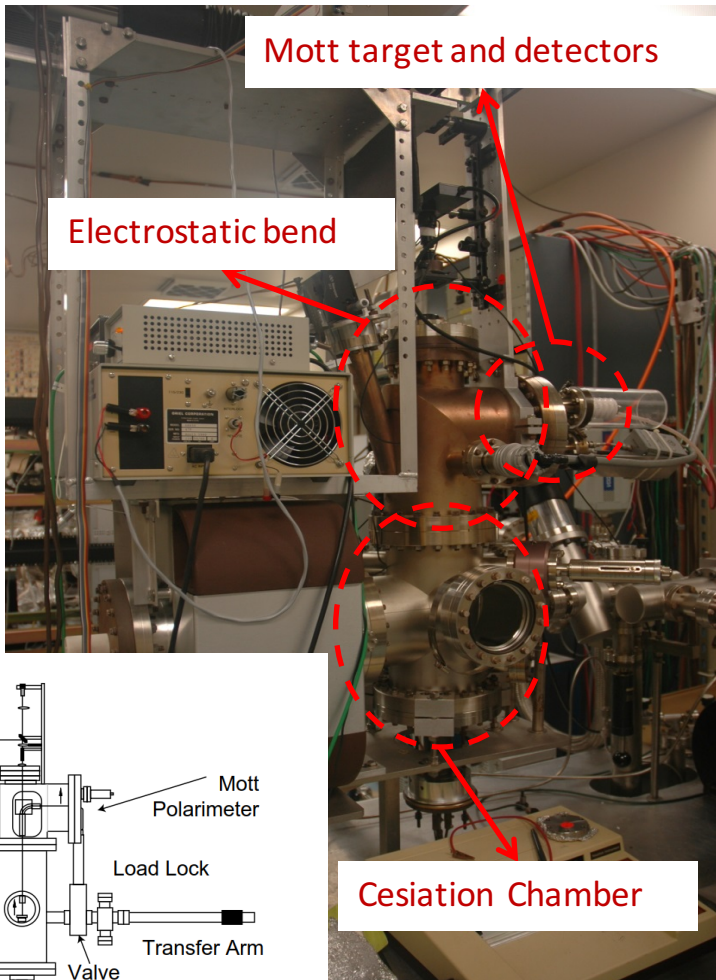 Mott target and detectors
Electrostatic bend
Cesiation Chamber
Mott
Polarimeter
Load Lock
Transfer Arm
Valve